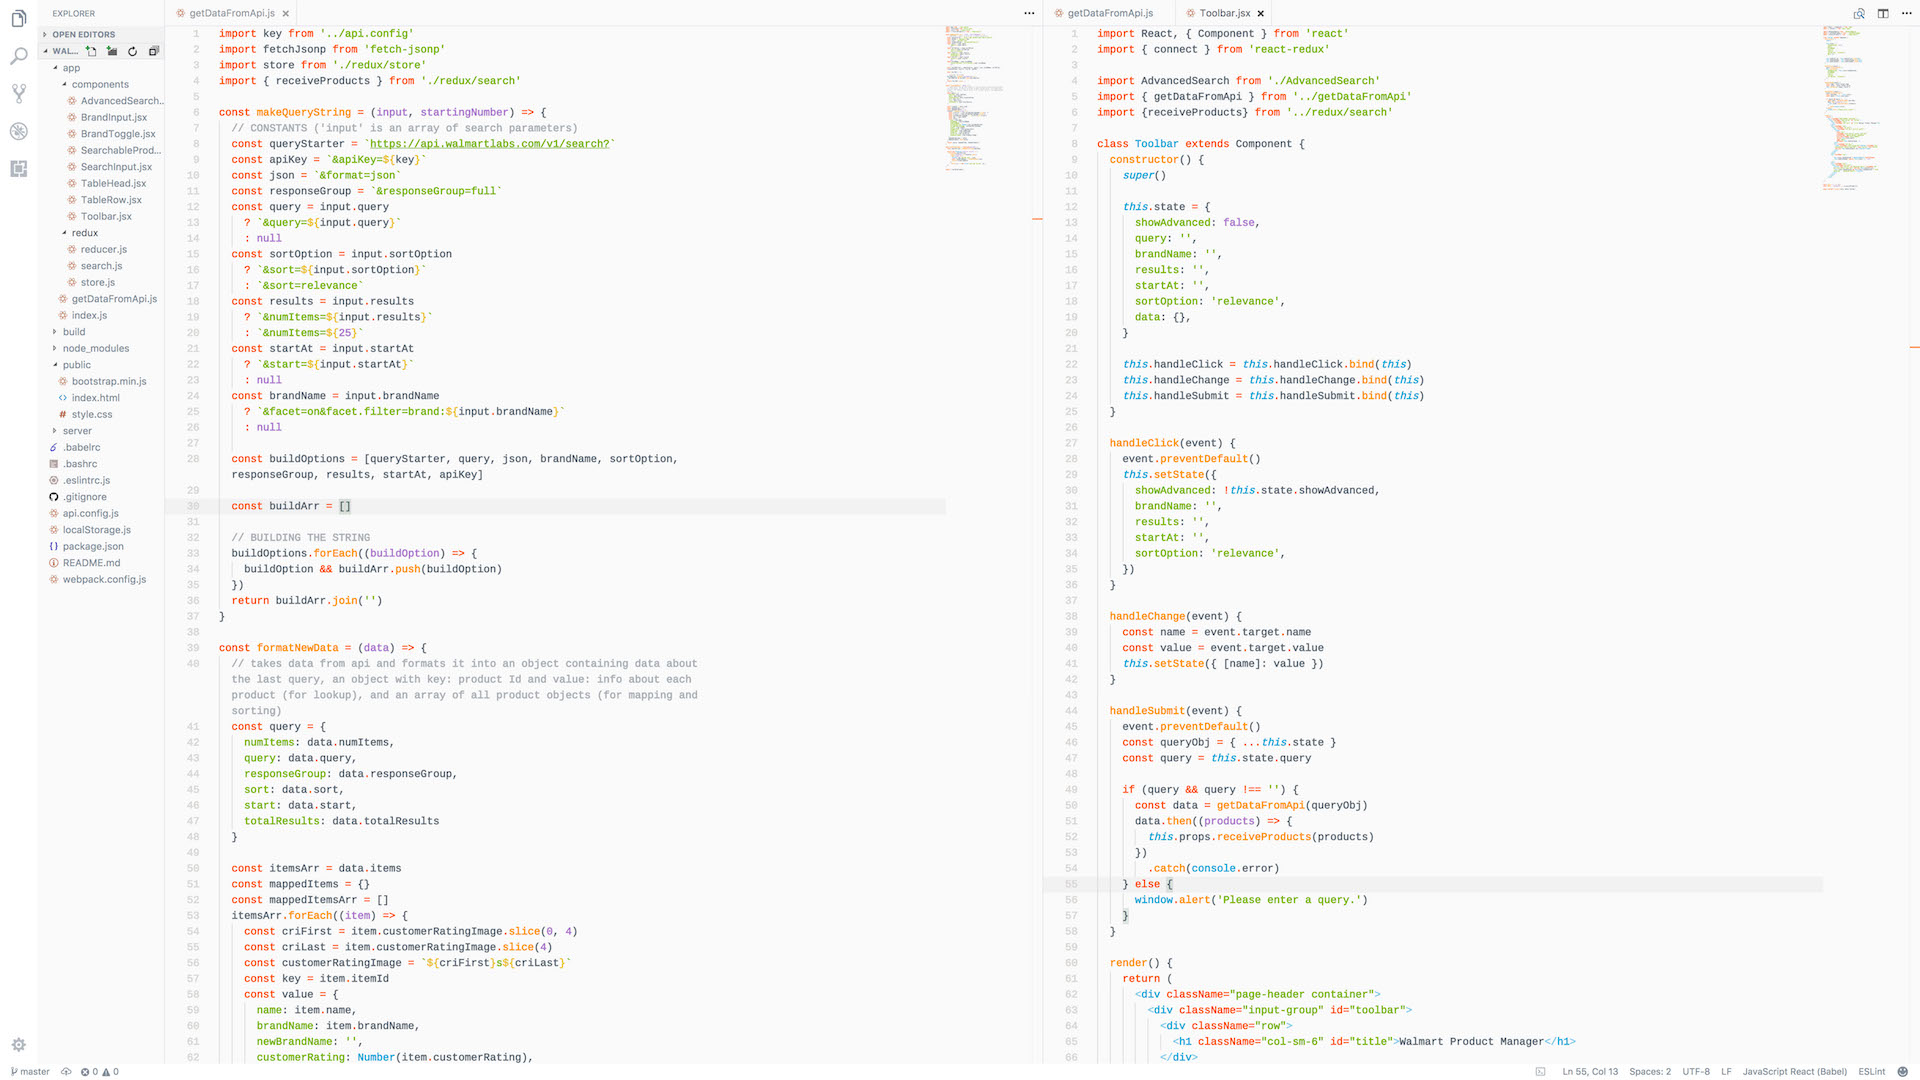 EXPLORER
OPEN EDITORS
WAL...
app
components
AdvancedSearch...
BrandInput.jsx
BrandToggle.jsx
SearchableProd...
SearchInput.jsx
TableHead.jsx
TableRow.jsx
Toolbar.jsx
redux
reducer.js
search.js
store.js
getDataFromApi.js
index.js
build
node_modules
public
bootstrap.min.js
index.html
style.css
server
.babelrc
.bashrc
.eslintrc.js
.gitignore
api.config.js
localStorage.js
package.json
README.md
webpack.config.js
getDataFromApi.js
1 import key from '../api.config'
2 import fetchJsonp from 'fetch-jsonp'
3 import store from './redux/store'
4 import { receiveProducts } from './redux/search'
5
6 const makeQueryString = (input, startingNumber) => {
7 // CONSTANTS ('input' is an array of search parameters)
8 const queryStarter = `https://api.walmartlabs.com/v1/search?`
9 const apiKey = `&apiKey=${key}`
10 const json = `&format=json`
11 const responseGroup = `&responseGroup=full`
12 const query = input.query
13 ? `&query=${input.query}`
14 : null
15 const sortOption = input.sortOption
16 ? `&sort=${input.sortOption}`
17 : `&sort=relevance`
18 const results = input.results
19 ? `&numItems=${input.results}`
20 : `&numItems=${25}`
21 const startAt = input.startAt
22 ? `&start=${input.startAt}`
23 : null
24 const brandName = input.brandName
25 ? `&facet=on&facet.filter=brand:${input.brandName}`
26 : null
27
28 const buildOptions = [queryStarter, query, json, brandName, sortOption,
responseGroup, results, startAt, apiKey]
29
30 const buildArr = []
31
32 // BUILDING THE STRING
33 buildOptions.forEach((buildOption) => {
34 buildOption && buildArr.push(buildOption)
35 })
36 return buildArr.join('')
37 }
38
39 const formatNewData = (data) => {
40 // takes data from api and formats it into an object containing data about
the last query, an object with key: product Id and value: info about each
product (for lookup), and an array of all product objects (for mapping and
sorting)
41 const query = {
42 numItems: data.numItems,
43 query: data.query,
44 responseGroup: data.responseGroup,
45 sort: data.sort,
46 start: data.start,
47 totalResults: data.totalResults
48 }
49
50 const itemsArr = data.items
51 const mappedItems = {}
52 const mappedItemsArr = []
53 itemsArr.forEach((item) => {
54 const criFirst = item.customerRatingImage.slice(0, 4)
55 const criLast = item.customerRatingImage.slice(4)
56 const customerRatingImage = `${criFirst}s${criLast}`
57 const key = item.itemId
58 const value = {
59 name: item.name,
60 brandName: item.brandName,
61 newBrandName: '',
62 customerRating: Number(item.customerRating),
getDataFromApi.js
Toolbar.jsx
1 import React, { Component } from 'react'
2 import { connect } from 'react-redux'
3
4 import AdvancedSearch from './AdvancedSearch'
5 import { getDataFromApi } from '../getDataFromApi'
6 import {receiveProducts} from '../redux/search'
7
8 class Toolbar extends Component {
9 constructor() {
10 super()
11
12 this.state = {
13 showAdvanced: false,
14 query: '',
15 brandName: '',
16 results: '',
17 startAt: '',
18 sortOption: 'relevance',
19 data: {},
20 }
21
22 this.handleClick = this.handleClick.bind(this)
23 this.handleChange = this.handleChange.bind(this)
24 this.handleSubmit = this.handleSubmit.bind(this)
25 }
26
27 handleClick(event) {
28 event.preventDefault()
29 this.setState({
30 showAdvanced: !this.state.showAdvanced,
31 brandName: '',
32 results: '',
33 startAt: '',
34 sortOption: 'relevance',
35 })
36 }
37
38 handleChange(event) {
39 const name = event.target.name
40 const value = event.target.value
41 this.setState({ [name]: value })
42 }
43
44 handleSubmit(event) {
45 event.preventDefault()
46 const queryObj = { ...this.state }
47 const query = this.state.query
48
49 if (query && query !== '') {
50 const data = getDataFromApi(queryObj)
51 data.then((products) => {
52 this.props.receiveProducts(products)
53 })
54 .catch(console.error)
55 } else {
56 window.alert('Please enter a query.')
57 }
58 }
59
60 render() {
61 return (
62 <div className="page-header container">
63 <div className="input-group" id="toolbar">
64 <div className="row">
65 <h1 className="col-sm-6" id="title">Walmart Product Manager</h1>
66 </div>
master
0 0
Ln 55, Col 13
Spaces: 2
UTF-8
LF
JavaScript React (Babel)
ESLint